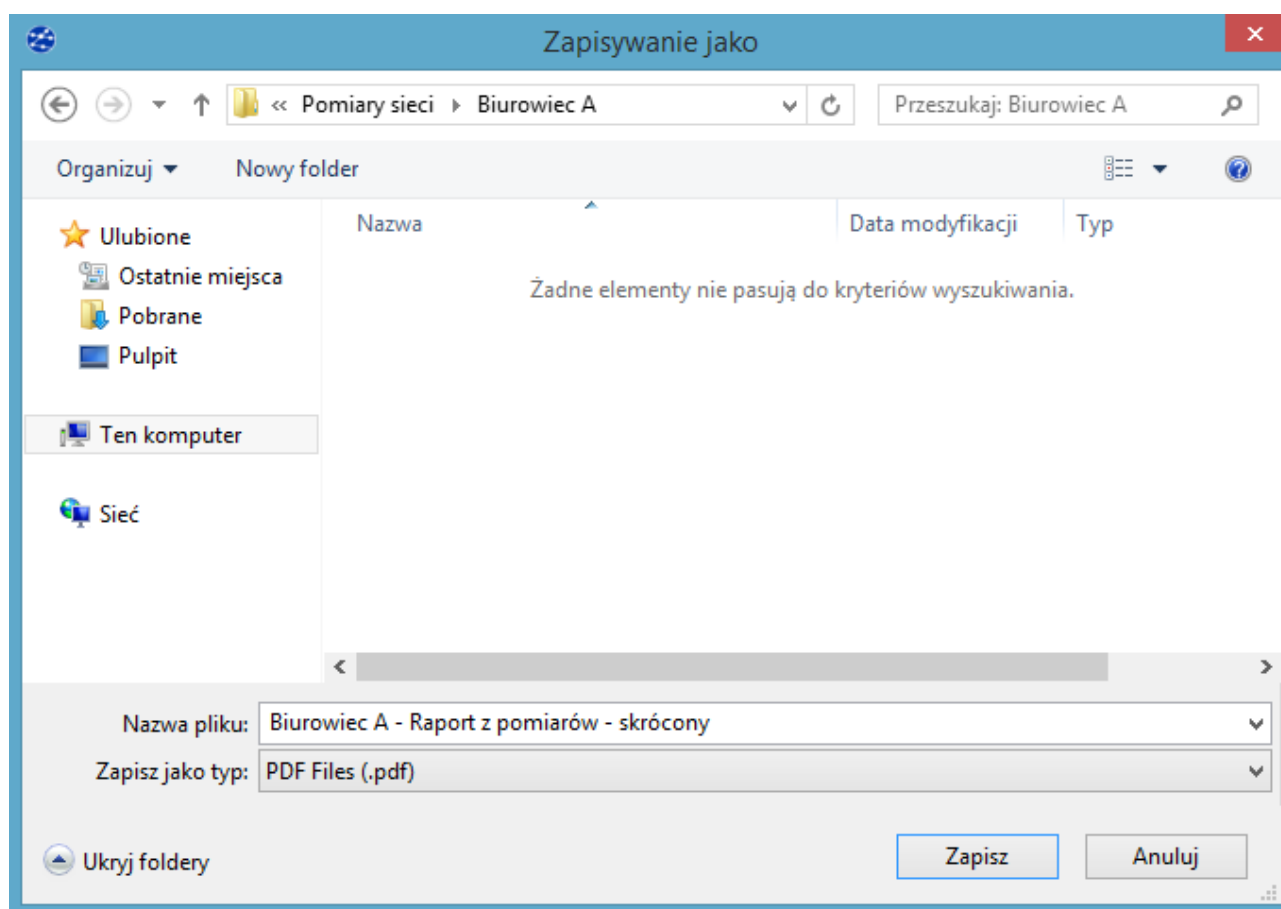 Zapisywanie jako
« Pomiary sieci Biurowiec A Przeszukaj: Biurowiec A
Organizuj Nowy folder
Nazwa Data modyfikacji Typ
Ulubione
Ostatnie miejsca
Pobrane
Pulpit
Ten komputer
Sieć
Żadne elementy nie pasują do kryteriów wyszukiwania.
Nazwa pliku: Biurowiec A - Raport z pomiarów - skrócony
Zapisz jako typ: PDF Files (.pdf)
Ukryj foldery Zapisz Anuluj